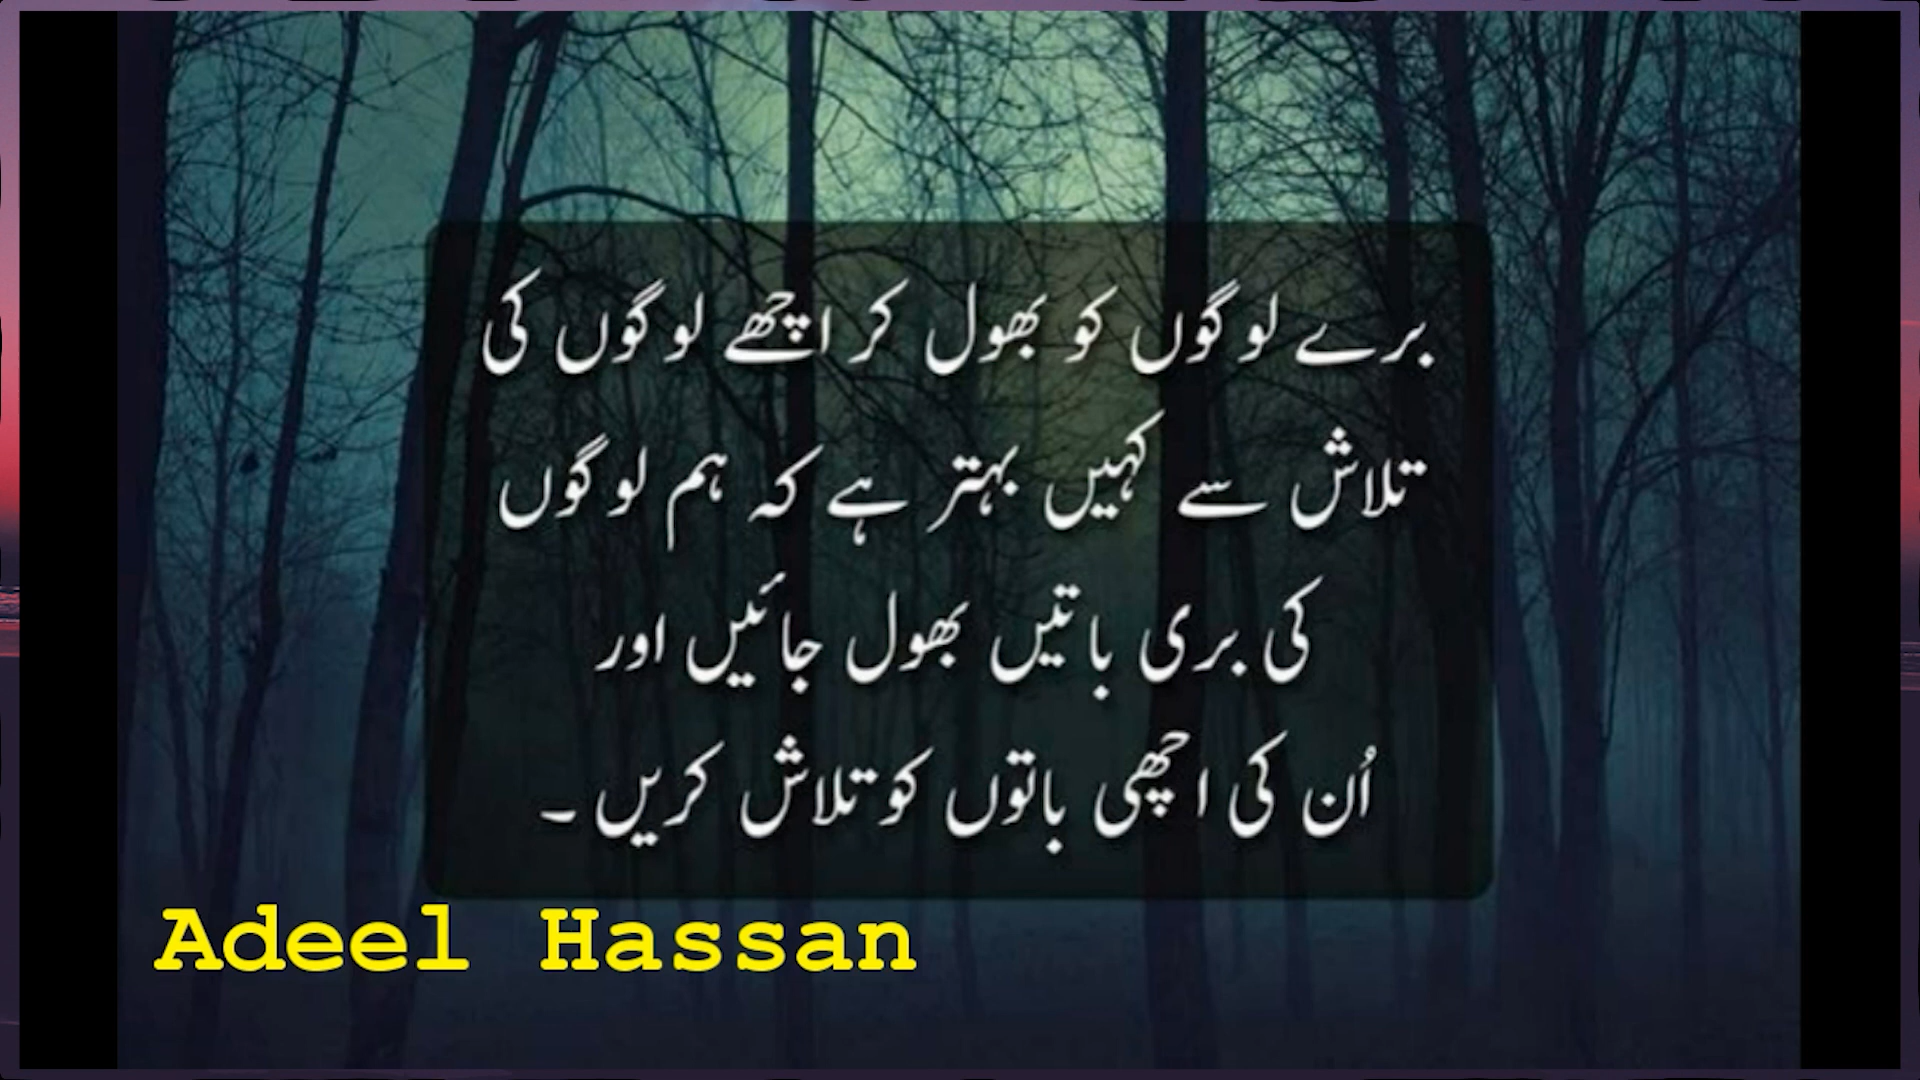 برے لوگوں کو بھول کر اچھے لوگوں کی
تلاش سے کہیں بہتر ہے کہ ہم لوگوں
کی بری باتیں بھول جائیں اور
اُن کی اچھی باتوں کو تلاش کریں ۔
Adeel Hassan